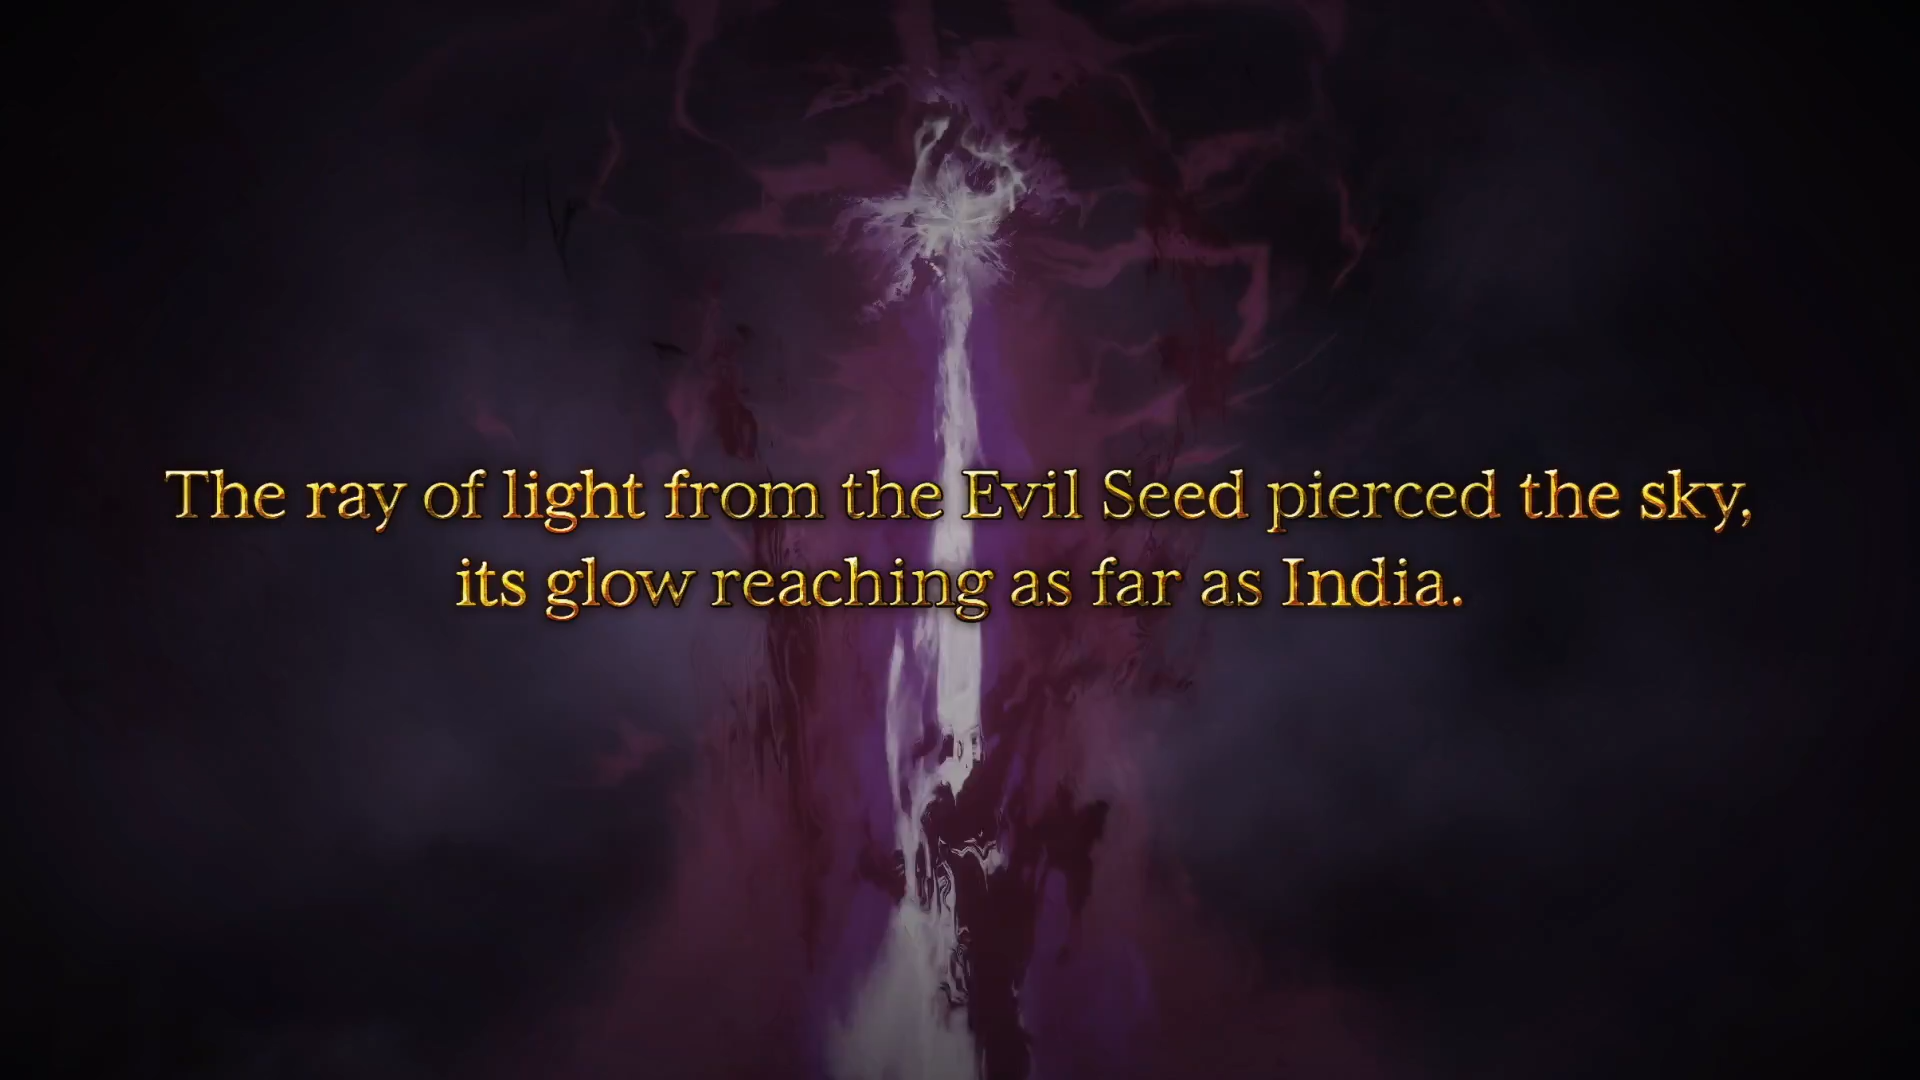 The ray of light from the Evil Seed pierced the sky,
its glow reaching as far as India.